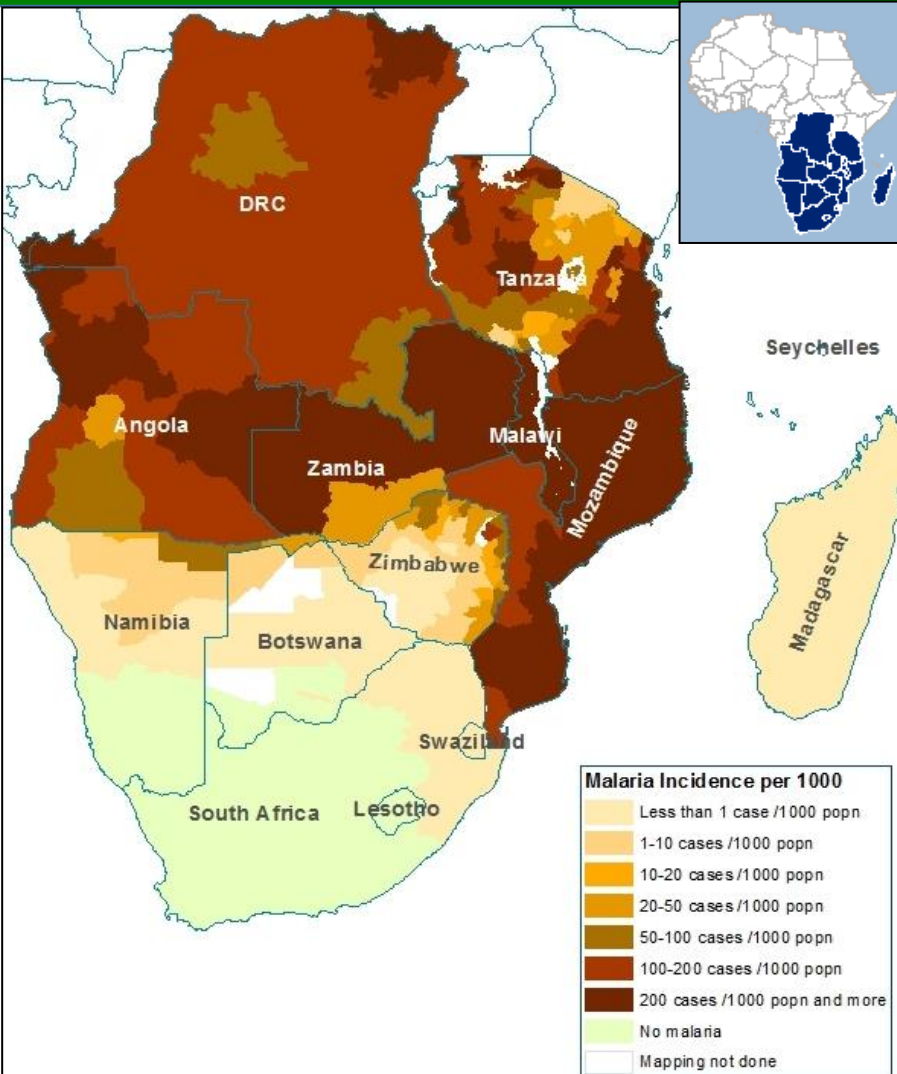 DRC
Tanzania
Seychelles
Angola
Malawi
Zambia
Mozambique
Zimbabwe
Namibia
Botswana
Madagascar
Swaziland
South Africa
Lesotho
Malaria Incidence per 1000
Less than 1 case /1000 popn
1-10 cases /1000 popn
10-20 cases /1000 popn
20-50 cases /1000 popn
50-100 cases /1000 popn
100-200 cases /1000 popn
200 cases /1000 popn and more
No malaria
Mapping not done